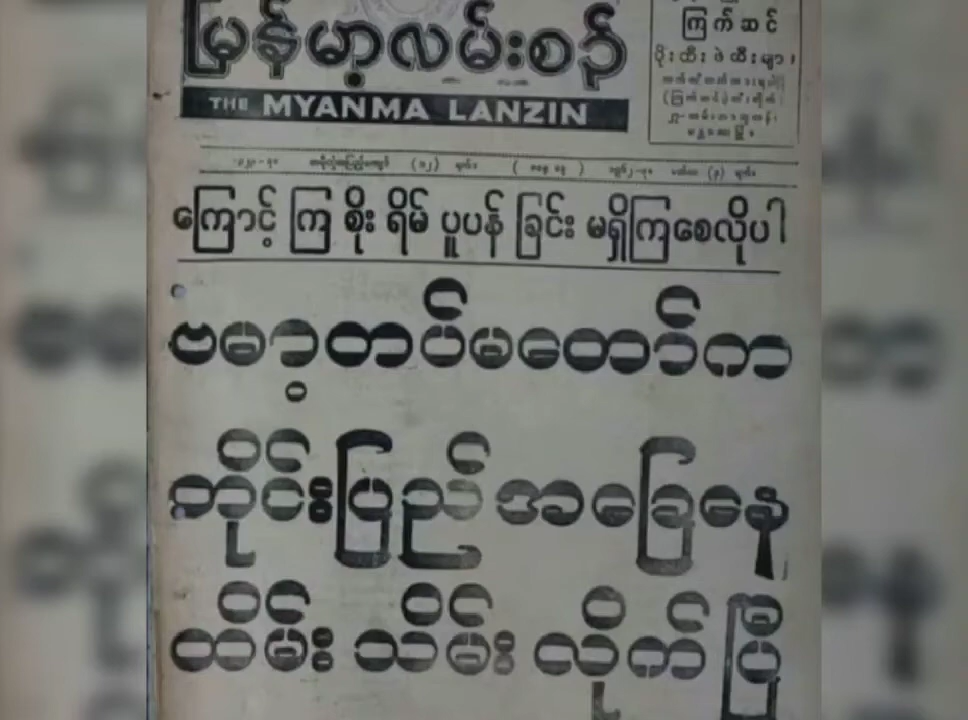 မြန်မာ့လမ်းစဉ်
ကြက်ဆင်
THE MYANMA LANZIN
ကြောင့် ကြ စိုး ရိမ် ပူပန် ခြင်း မရှိကြစေလိုပါ
ဗမာ့တပ်မတော်က
တိုင်းပြည် အခြေနေ
ထိမ်း သိမ်း လိုက် ပြီ